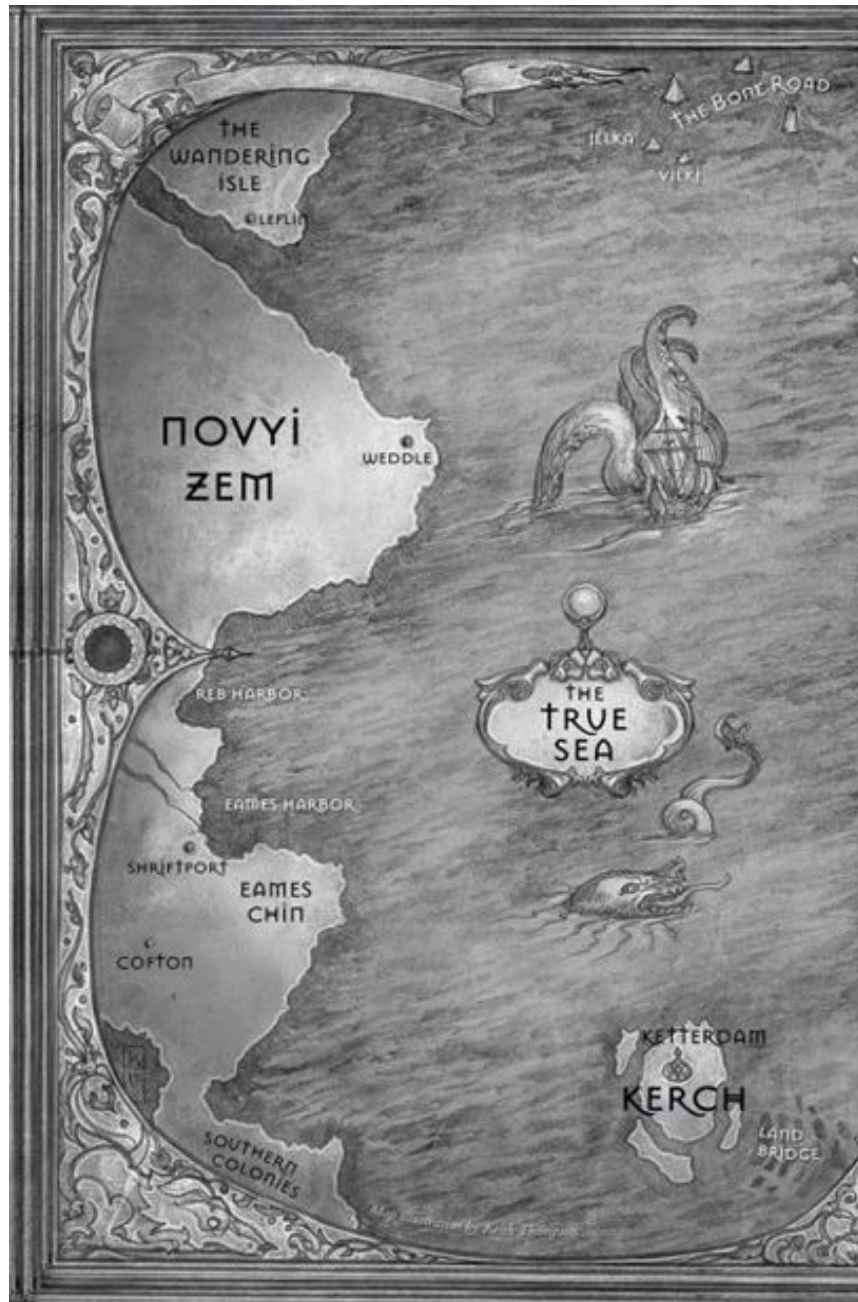 THE BONE ROAD
JELKA
VILKI
THE
WANDERING
ISLE
LEFLIN
NOVYI
ZEM
WEDDLE
THE
TRUE
SEA
REB HARBOR
EAMES HARBOR
SHRIFTPORT
EAMES
CHIN
COFTON
KETTERDAM
KERCH
LAND
BRIDGE
SOUTHERN
COLONIES